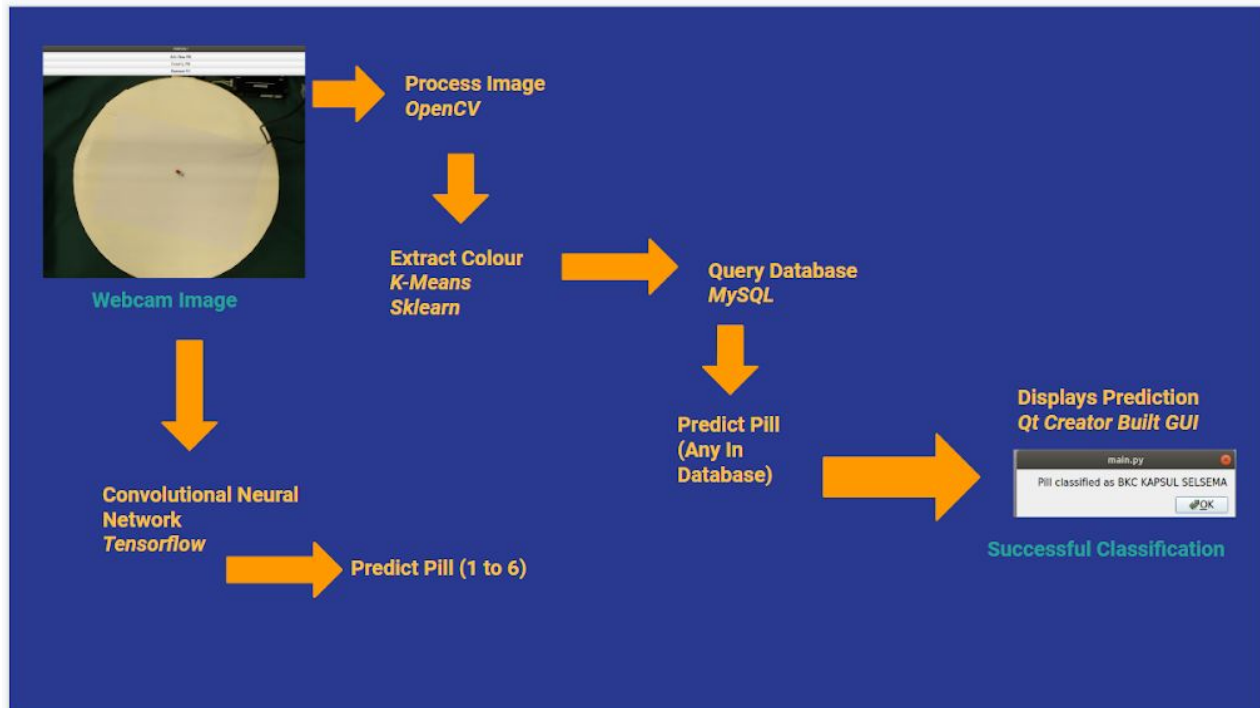 Process Image
OpenCV
Extract Colour
K-Means
Sklearn
Webcam Image
Query Database
MySQL
Predict Pill
(Any In
Database)
Displays Prediction
Qt Creator Built GUI
main.py
Pill classified as BKC KAPSUL SELSEMA
OK
Successful Classification
Convolutional Neural
Network
Tensorflow
Predict Pill (1 to 6)